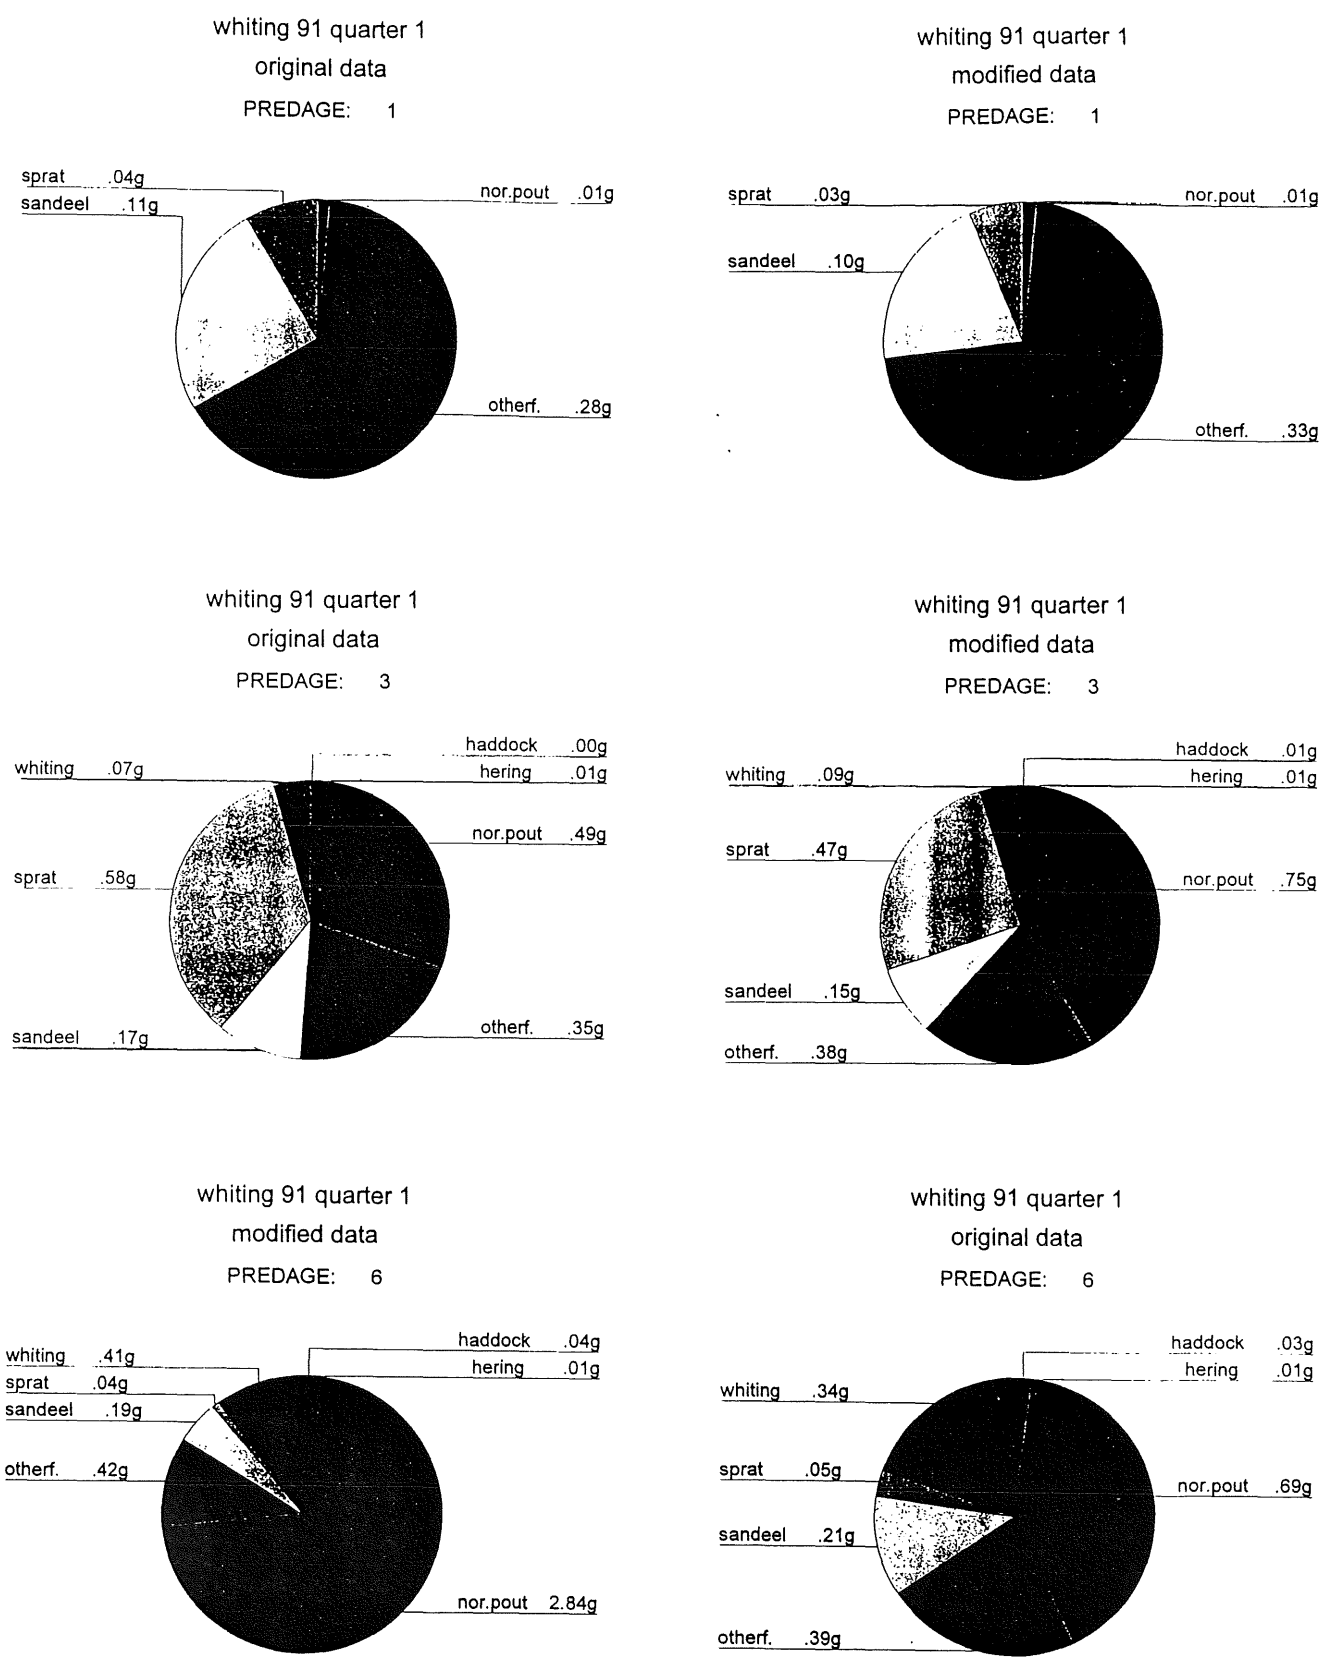 whiting 91 quarter 1
original data
PREDAGE: 1
sprat .04g
sandeel .11g
nor.pout .01g
otherf. .28g
whiting 91 quarter 1
modified data
PREDAGE: 1
sprat .03g
nor.pout .01g
sandeel .10g
otherf. .33g
whiting 91 quarter 1
original data
PREDAGE: 3
haddock .00g
whiting .07g
hering .01g
nor.pout .49g
sprat .58g
otherf. .35g
sandeel .17g
whiting 91 quarter 1
modified data
PREDAGE: 3
haddock .01g
whiting .09g
hering .01g
sprat .47g
nor.pout .75g
sandeel .15g
otherf. .38g
whiting 91 quarter 1
modified data
PREDAGE: 6
haddock .04g
whiting .41g
hering .01g
sprat .04g
sandeel .19g
otherf. .42g
nor.pout 2.84g
whiting 91 quarter 1
original data
PREDAGE: 6
haddock .03g
hering .01g
whiting .34g
sprat .05g
nor.pout .69g
sandeel .21g
otherf. .39g